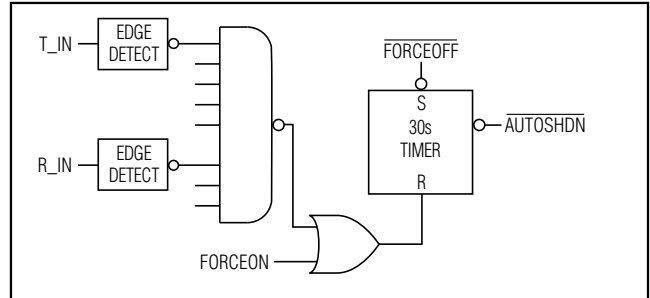 T_IN
EDGE
DETECT
R_IN
EDGE
DETECT
FORCEON
FORCEOFF
S
30s
TIMER
R
AUTOSHDN